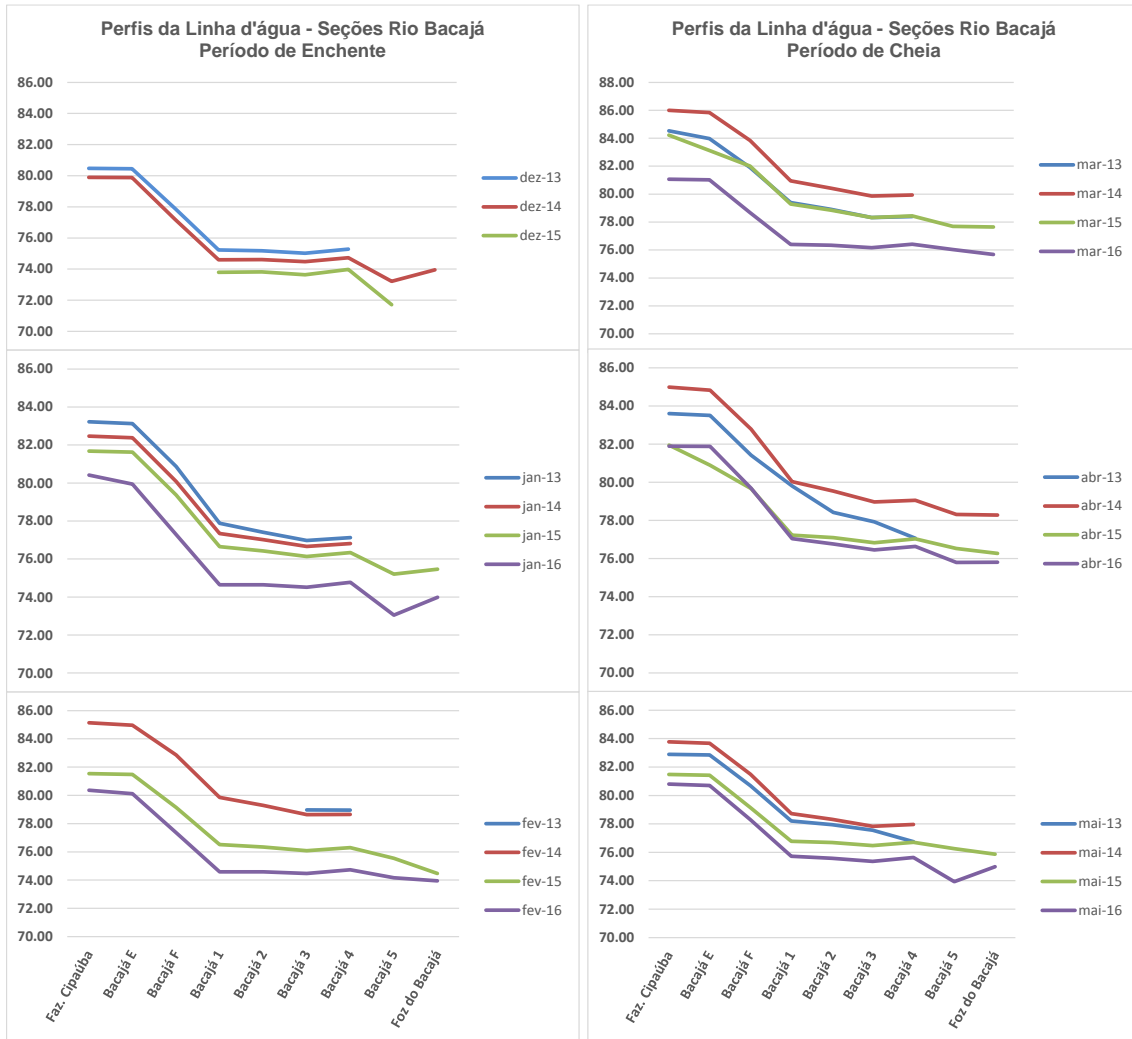 Perfis da Linha d'água - Seções Rio Bacajá
Período de Enchente
86.00
84.00
82.00
80.00
78.00
76.00
74.00
72.00
70.00
dez-13
dez-14
dez-15
86.00
84.00
82.00
80.00
78.00
76.00
74.00
72.00
70.00
jan-13
jan-14
jan-15
jan-16
86.00
84.00
82.00
80.00
78.00
76.00
74.00
72.00
70.00
fev-13
fev-14
fev-15
fev-16
Faz. Cipaúba
Bacajá E
Bacajá F
Bacajá 1
Bacajá 2
Bacajá 3
Bacajá 4
Bacajá 5
Foz do Bacajá
Perfis da Linha d'água - Seções Rio Bacajá
Período de Cheia
88.00
86.00
84.00
82.00
80.00
78.00
76.00
74.00
72.00
70.00
mar-13
mar-14
mar-15
mar-16
86.00
84.00
82.00
80.00
78.00
76.00
74.00
72.00
70.00
abr-13
abr-14
abr-15
abr-16
86.00
84.00
82.00
80.00
78.00
76.00
74.00
72.00
70.00
mai-13
mai-14
mai-15
mai-16
Faz. Cipaúba
Bacajá E
Bacajá F
Bacajá 1
Bacajá 2
Bacajá 3
Bacajá 4
Bacajá 5
Foz do Bacajá